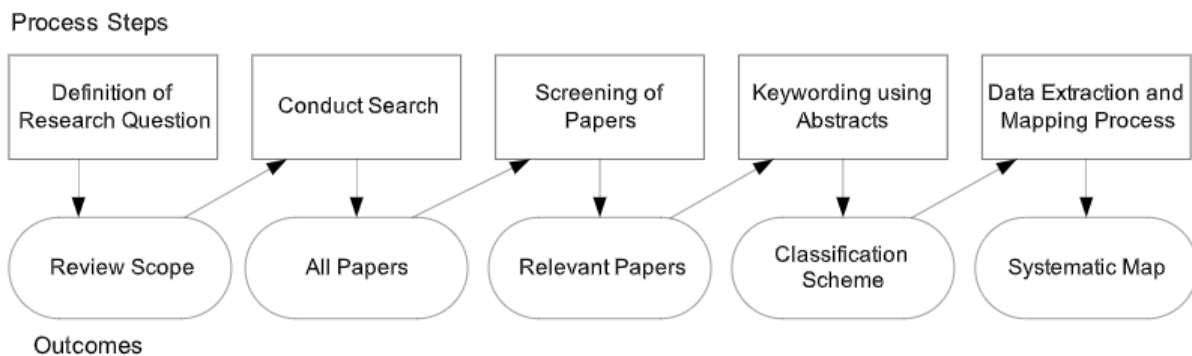 Process Steps
Definition of
Research Question
Conduct Search
Screening of
Papers
Keywording using
Abstracts
Data Extraction and
Mapping Process
Review Scope
All Papers
Relevant Papers
Classification
Scheme
Systematic Map
Outcomes